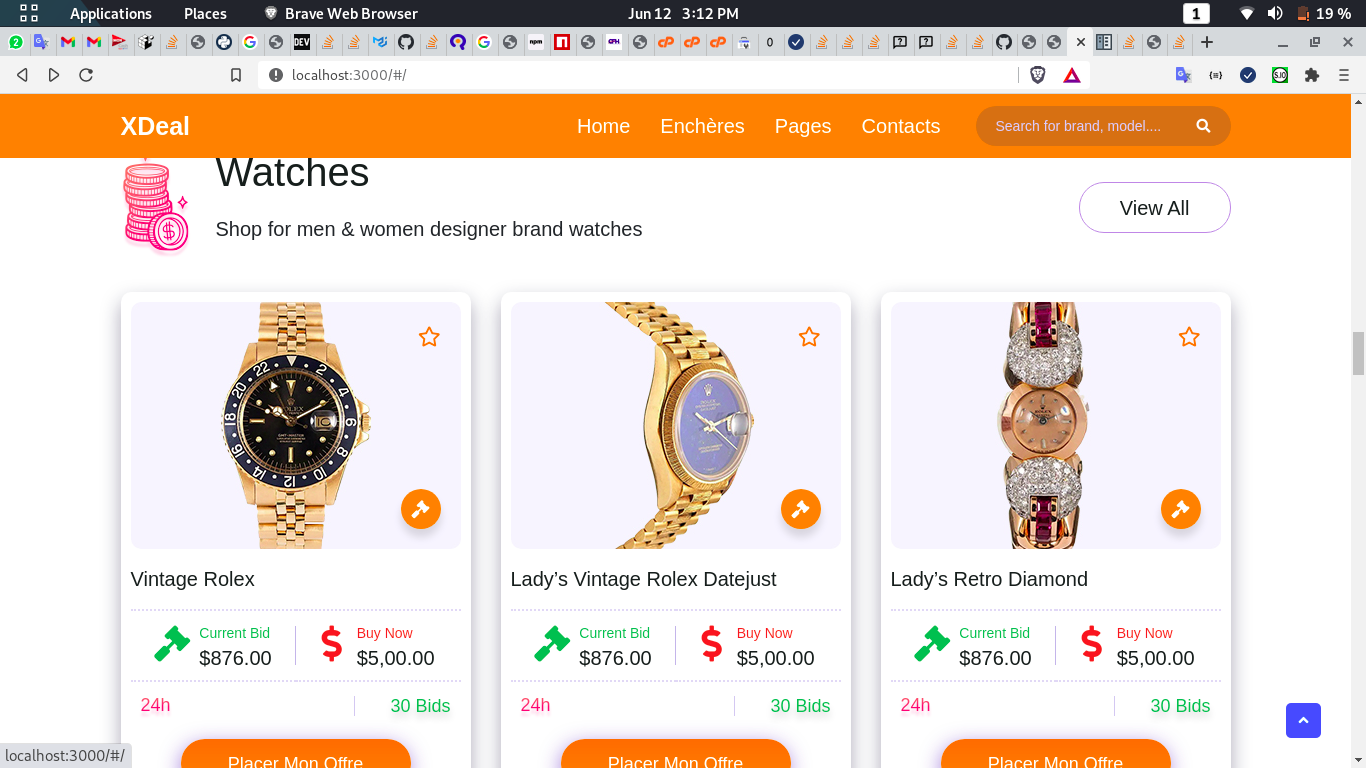 Applications Places Brave Web Browser Jun 12 3:12 PM 1 19 %
localhost:3000/#/
XDeal Home Enchères Pages Contacts Search for brand, model....
Watches
Shop for men & women designer brand watches
View All
Vintage Rolex Lady’s Vintage Rolex Datejust Lady’s Retro Diamond
Current Bid Buy Now Current Bid Buy Now Current Bid Buy Now
$876.00 $5,00.00 $876.00 $5,00.00 $876.00 $5,00.00
24h 30 Bids 24h 30 Bids 24h 30 Bids
Placer Mon Offre Placer Mon Offre Placer Mon Offre
localhost:3000/#/